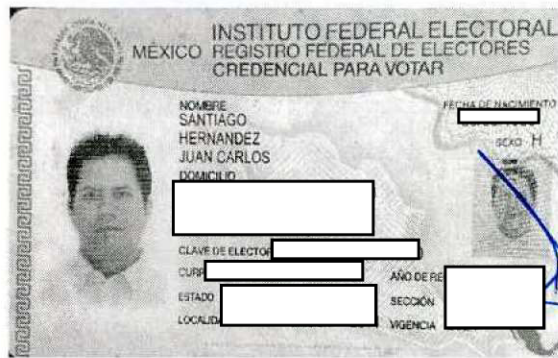 INSTITUTO FEDERAL ELECTORAL
MÉXICO REGISTRO FEDERAL DE ELECTORES
CREDENCIAL PARA VOTAR
NOMBRE
SANTIAGO
HERNANDEZ
JUAN CARLOS
FECHA DE NACIMIENTO
SEXO H
DOMICILIO
CLAVE DE ELECTOR
CURP
AÑO DE RE
ESTADO
SECCIÓN
LOCALIDA
VIGENCIA